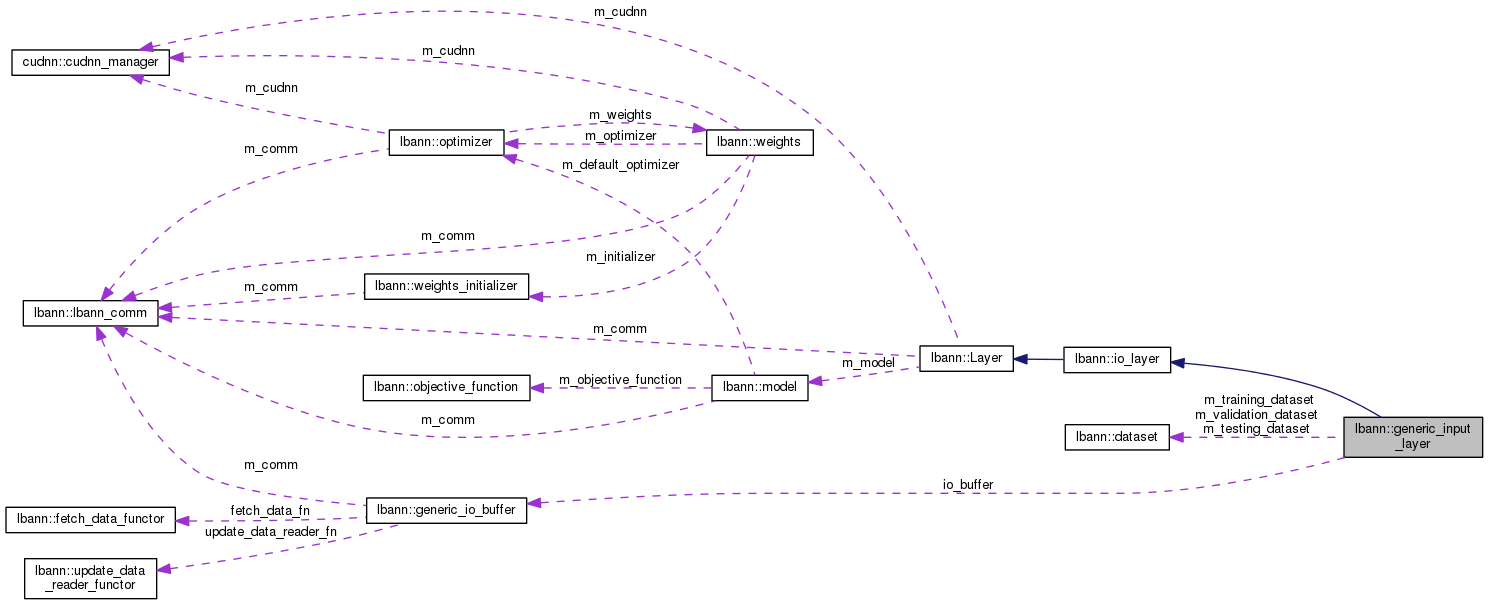 m_cudnn
m_cudnn
cudnn::cudnn_manager
m_cudnn
m_weights
m_optimizer
lbann::optimizer
lbann::weights
m_comm
m_default_optimizer
m_comm
m_initializer
m_comm
lbann::weights_initializer
lbann::lbann_comm
m_comm
lbann::Layer
lbann::io_layer
m_model
lbann::objective_function
m_objective_function
lbann::model
m_comm
m_training_dataset
m_validation_dataset
m_testing_dataset
lbann::dataset
lbann::generic_input
_layer
m_comm
io_buffer
lbann::generic_io_buffer
fetch_data_fn
lbann::fetch_data_functor
update_data_reader_fn
lbann::update_data
_reader_functor